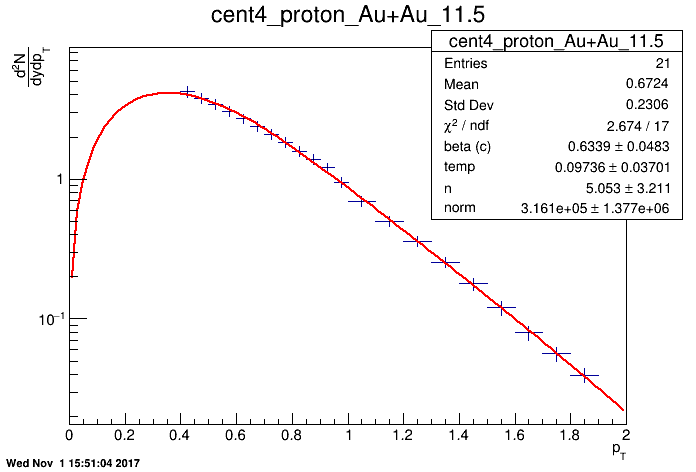 cent4_proton_Au+Au_11.5
cent4_proton_Au+Au_11.5
Entries 21
Mean 0.6724
Std Dev 0.2306
χ² / ndf 2.674 / 17
beta (c) 0.6339 ± 0.0483
temp 0.09736 ± 0.03701
n 5.053 ± 3.211
norm 3.161e+05 ± 1.377e+06
d²N
dydp_T
1
10⁻¹
0 0.2 0.4 0.6 0.8 1 1.2 1.4 1.6 1.8 2
p_T
Wed Nov 1 15:51:04 2017